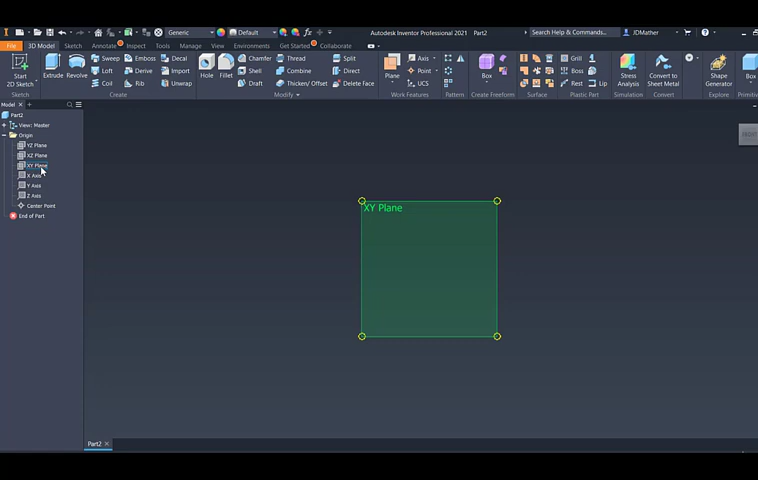 Generic
Default
Autodesk Inventor Professional 2021 Part2
Search Help & Commands...
JDMather
File 3D Model Sketch Annotate Inspect Tools Manage View Environments Get Started Collaborate
Start
2D Sketch
Extrude
Revolve
Sweep
Emboss
Decal
Loft
Derive
Import
Coil
Rib
Unwrap
Hole
Fillet
Chamfer
Thread
Split
Shell
Combine
Direct
Draft
Thicken/ Offset
Delete Face
Plane
Axis
Point
UCS
Box
Grill
Boss
Rest
Lip
Stress
Analysis
Convert to
Sheet Metal
Shape
Generator
Box
Sketch
Create
Modify
Work Features
Pattern
Create Freeform
Surface
Plastic Part
Simulation
Convert
Explore
Primitiv
Model
Part2
View: Master
Origin
YZ Plane
XZ Plane
XY Plane
X Axis
Y Axis
Z Axis
Center Point
End of Part
XY Plane
FRONT
Part2